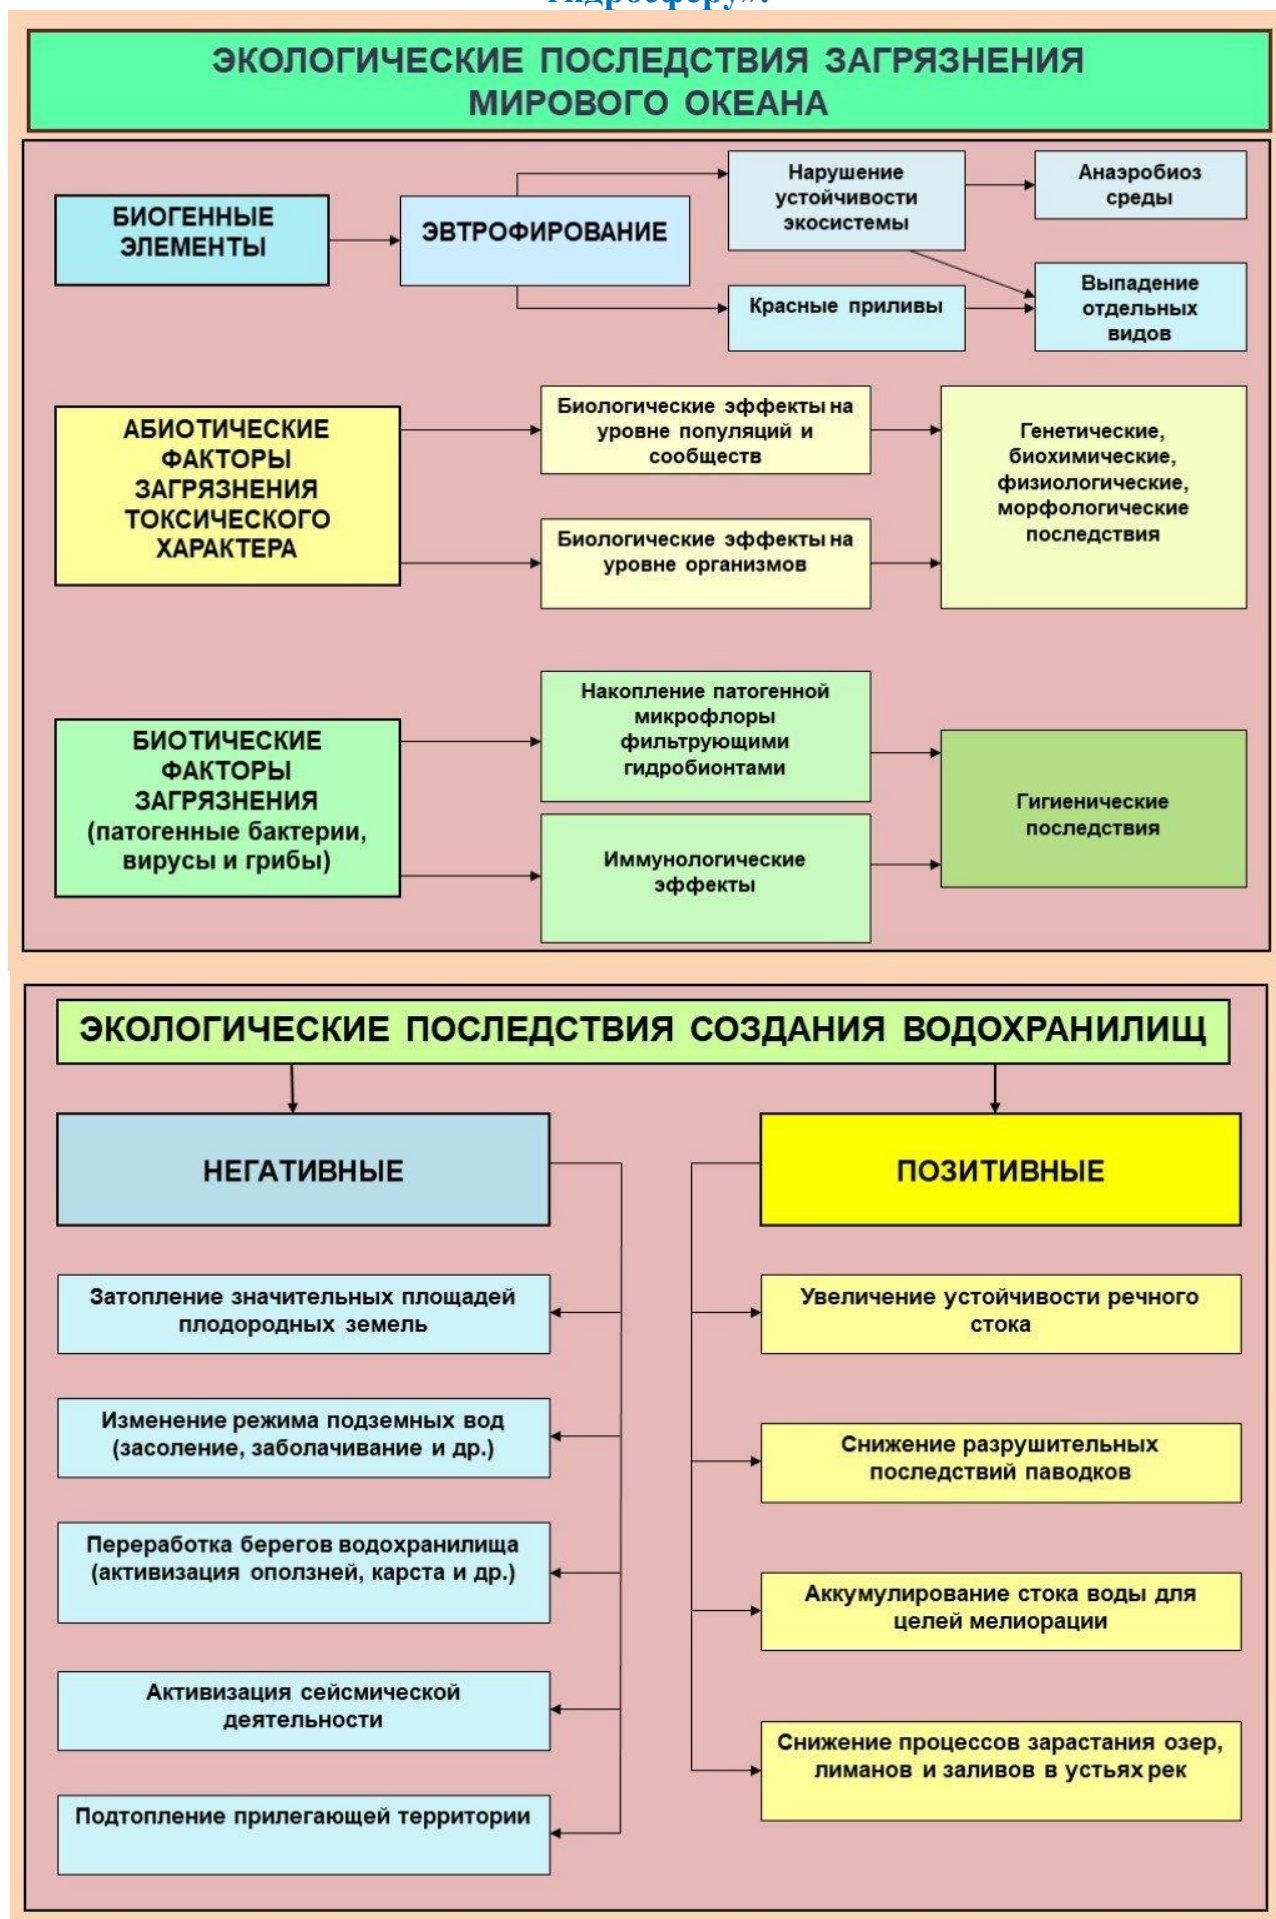 гидросферу».
ЭКОЛОГИЧЕСКИЕ ПОСЛЕДСТВИЯ ЗАГРЯЗНЕНИЯ
МИРОВОГО ОКЕАНА
БИОГЕННЫЕ
ЭЛЕМЕНТЫ
ЭВТРОФИРОВАНИЕ
Нарушение
устойчивости
экосистемы
Анаэробиоз
среды
Красные приливы
Выпадение
отдельных
видов
АБИОТИЧЕСКИЕ
ФАКТОРЫ
ЗАГРЯЗНЕНИЯ
ТОКСИЧЕСКОГО
ХАРАКТЕРА
Биологические эффекты на
уровне популяций и
сообществ
Биологические эффекты на
уровне организмов
Генетические,
биохимические,
физиологические,
морфологические
последствия
БИОТИЧЕСКИЕ
ФАКТОРЫ
ЗАГРЯЗНЕНИЯ
(патогенные бактерии,
вирусы и грибы)
Накопление патогенной
микрофлоры
фильтрующими
гидробионтами
Иммунологические
эффекты
Гигиенические
последствия
ЭКОЛОГИЧЕСКИЕ ПОСЛЕДСТВИЯ СОЗДАНИЯ ВОДОХРАНИЛИЩ
НЕГАТИВНЫЕ
Затопление значительных площадей
плодородных земель
Изменение режима подземных вод
(засоление, заболачивание и др.)
Переработка берегов водохранилища
(активизация оползней, карста и др.)
Активизация сейсмической
деятельности
Подтопление прилегающей территории
ПОЗИТИВНЫЕ
Увеличение устойчивости речного
стока
Снижение разрушительных
последствий паводков
Аккумулирование стока воды для
целей мелиорации
Снижение процессов зарастания озер,
лиманов и заливов в устьях рек